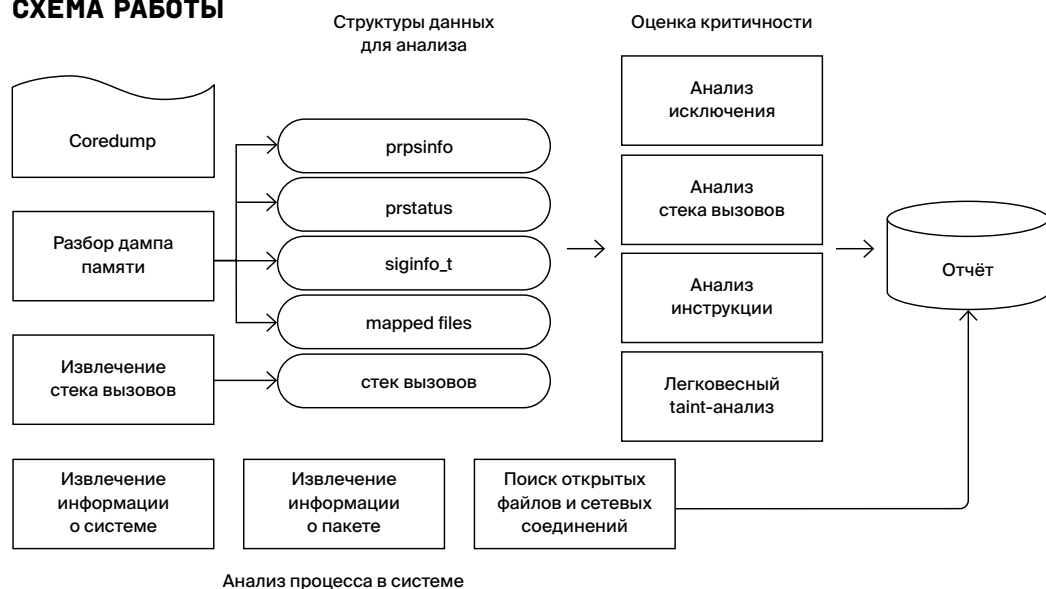 СХЕМА РАБОТЫ
Структуры данных
для анализа
Оценка критичности
Coredump
Разбор дампа
памяти
Извлечение
стека вызовов
prpsinfo
prstatus
siginfo_t
mapped files
стек вызовов
Анализ
исключения
Анализ
стека вызовов
Анализ
инструкции
Легковесный
taint-анализ
Отчёт
Извлечение
информации
о системе
Извлечение
информации
о пакете
Поиск открытых
файлов и сетевых
соединений
Анализ процесса в системе